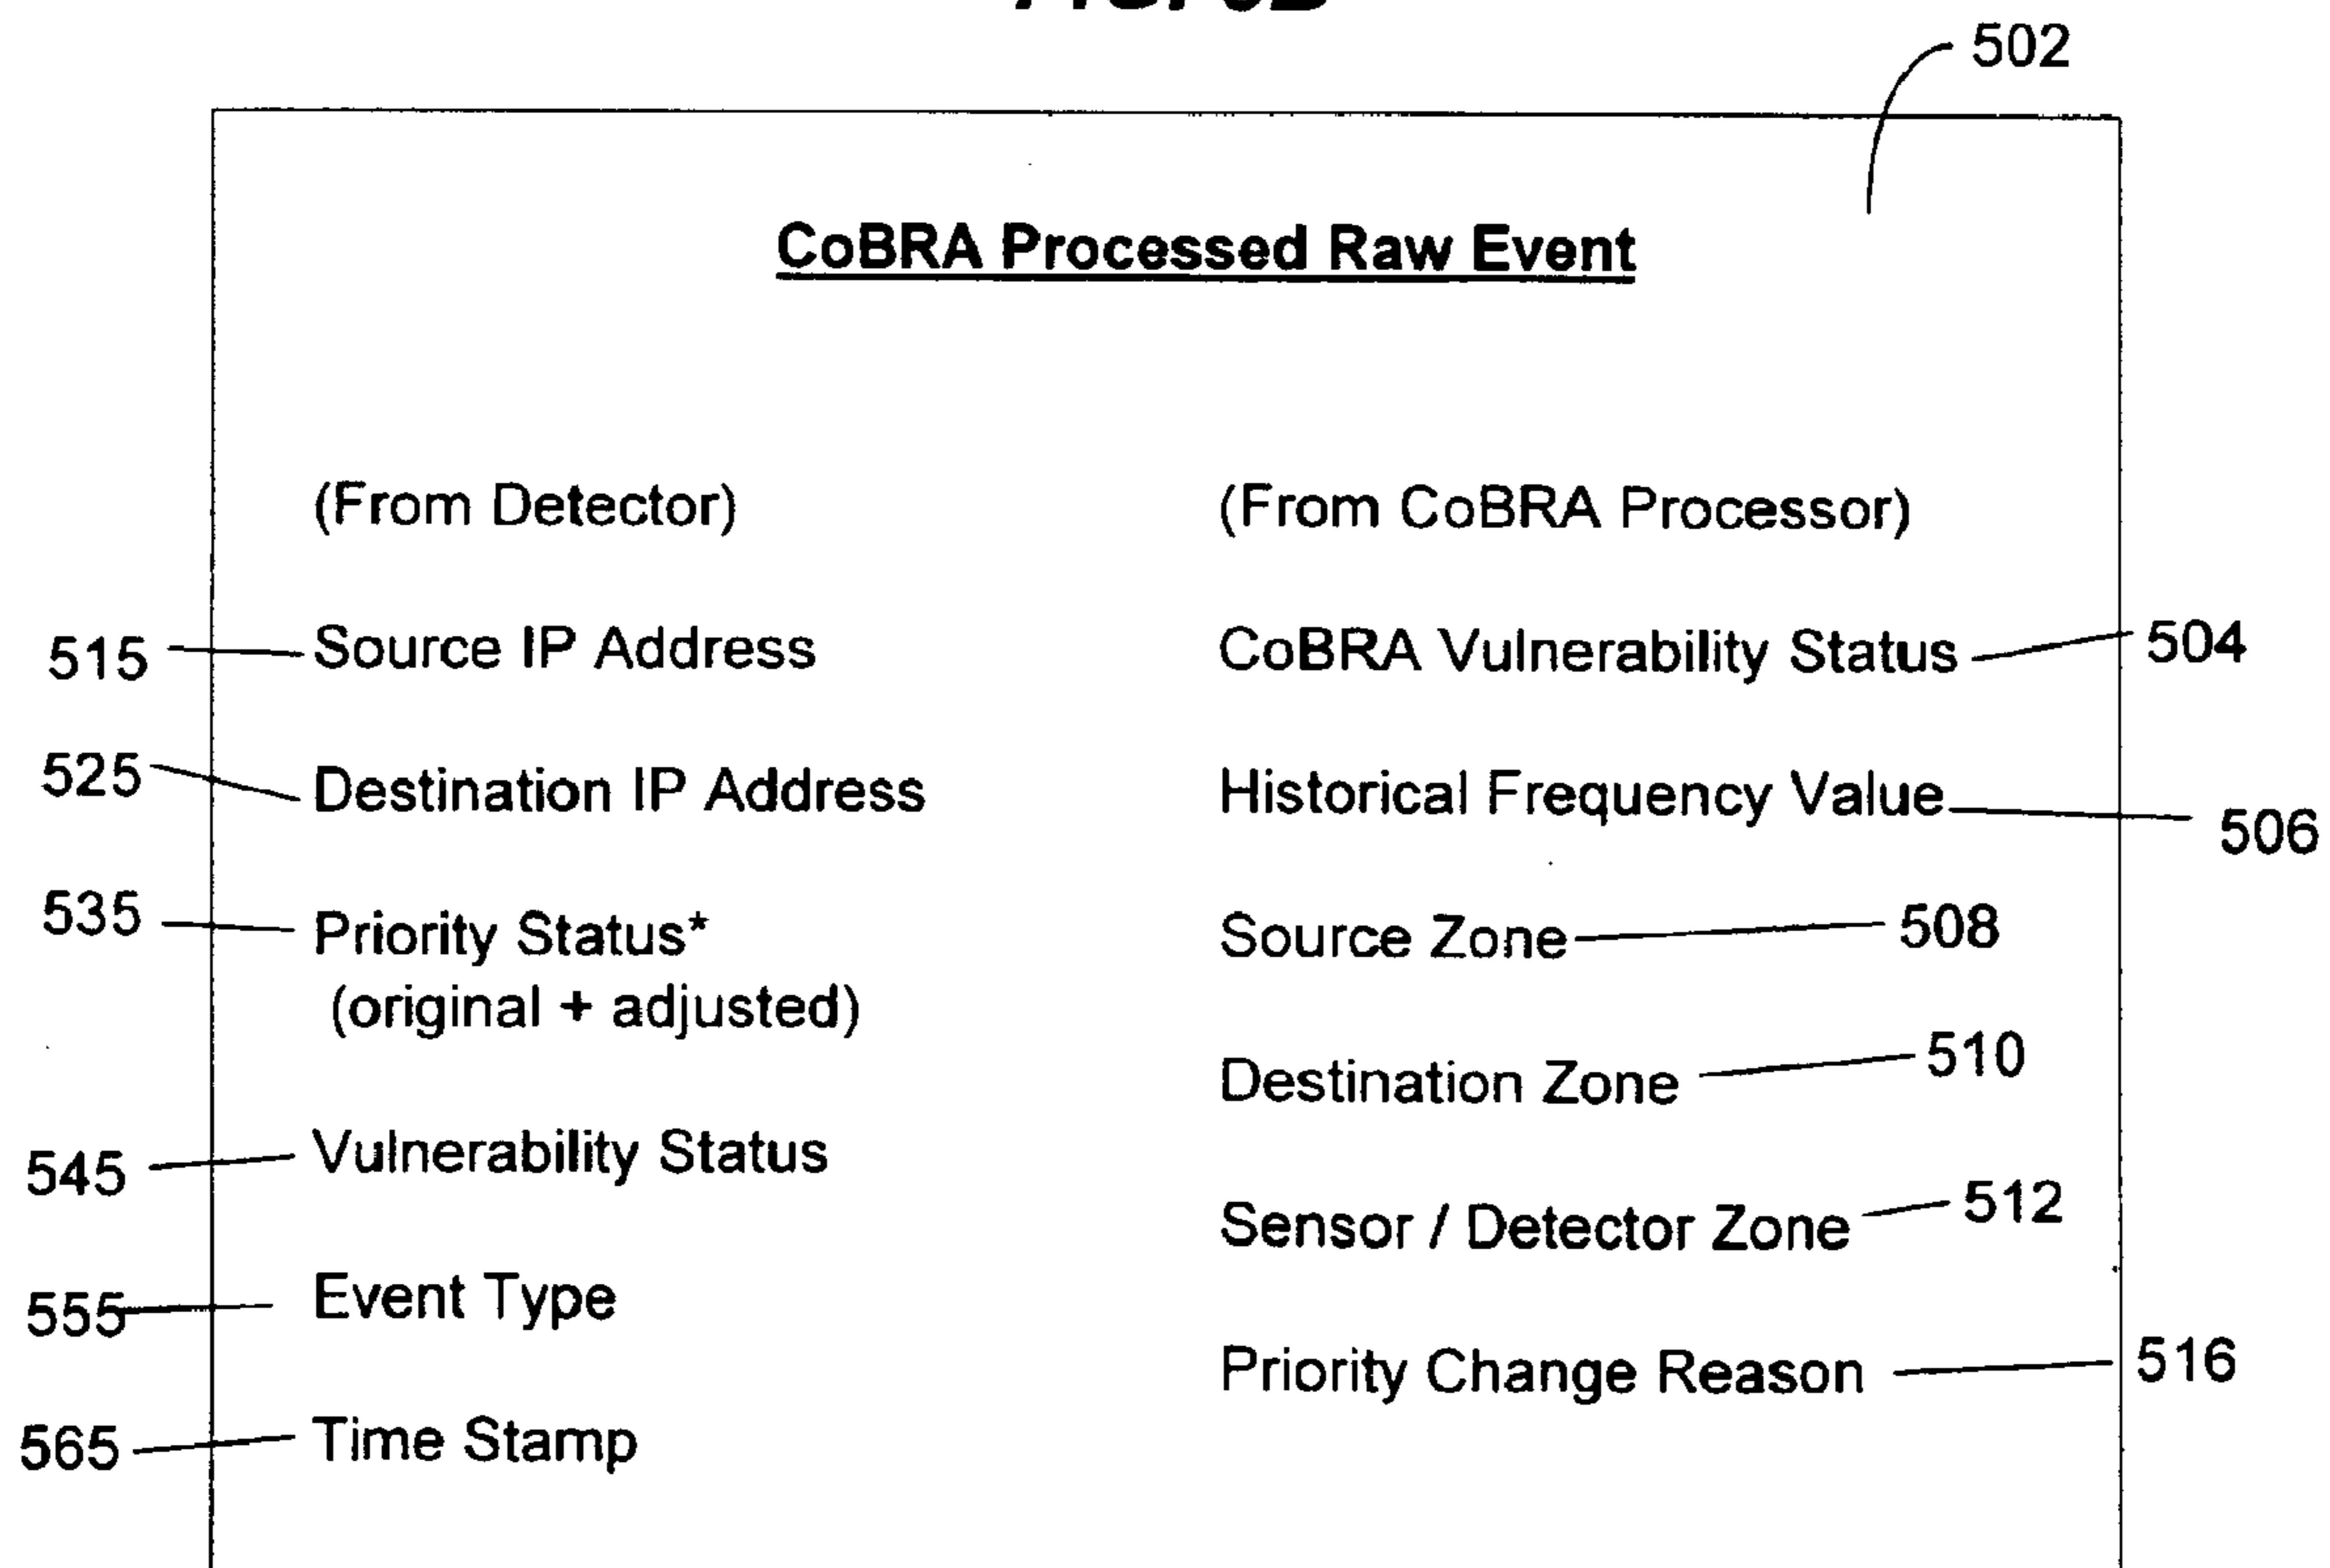 502
CoBRA Processed Raw Event
(From Detector)
(From CoBRA Processor)
515 Source IP Address
CoBRA Vulnerability Status 504
525 Destination IP Address
Historical Frequency Value 506
535 Priority Status*
(original + adjusted)
Source Zone 508
Destination Zone 510
545 Vulnerability Status
Sensor / Detector Zone 512
555 Event Type
Priority Change Reason 516
565 Time Stamp